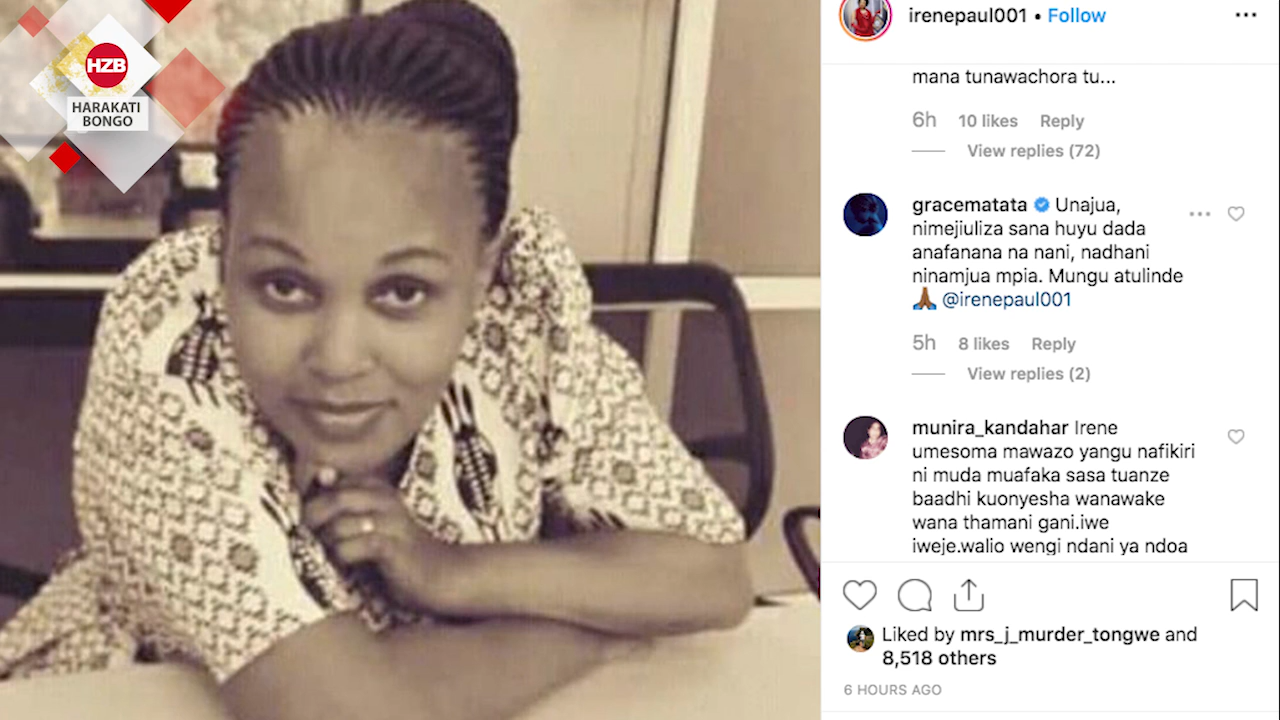 HZB
HARAKATI
BONGO
irenepaul001 • Follow
mana tunawachora tu...
6h 10 likes Reply
View replies (72)
gracematata Unajua,
nimejiuliza sana huyu dada
anafanana na nani, nadhani
ninamjua mpia. Mungu atulinde
🙏🏾 @irenepaul001
5h 8 likes Reply
View replies (2)
munira_kandahar Irene
umesoma mawazo yangu nafikiri
ni muda muafaka sasa tuanze
baadhi kuonyesha wanawake
wana thamani gani.iwe
iweje.walio wengi ndani ya ndoa
Liked by mrs_j_murder_tongwe and
8,518 others
6 HOURS AGO